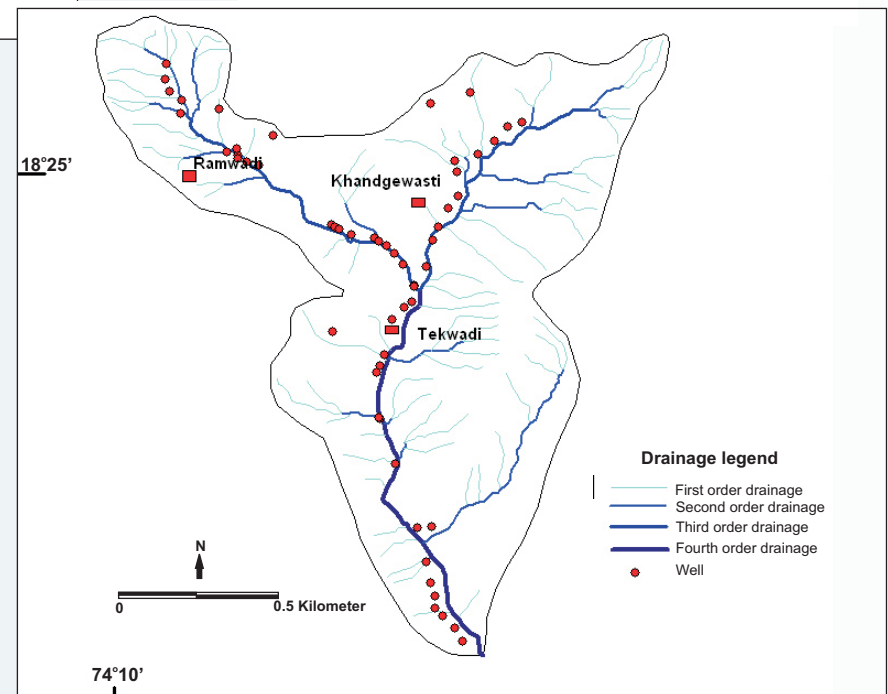 18°25’
Ramwadi
Khandgewasti
Tekwadi
Drainage legend
First order drainage
Second order drainage
Third order drainage
Fourth order drainage
Well
N
0
0.5 Kilometer
74°10’